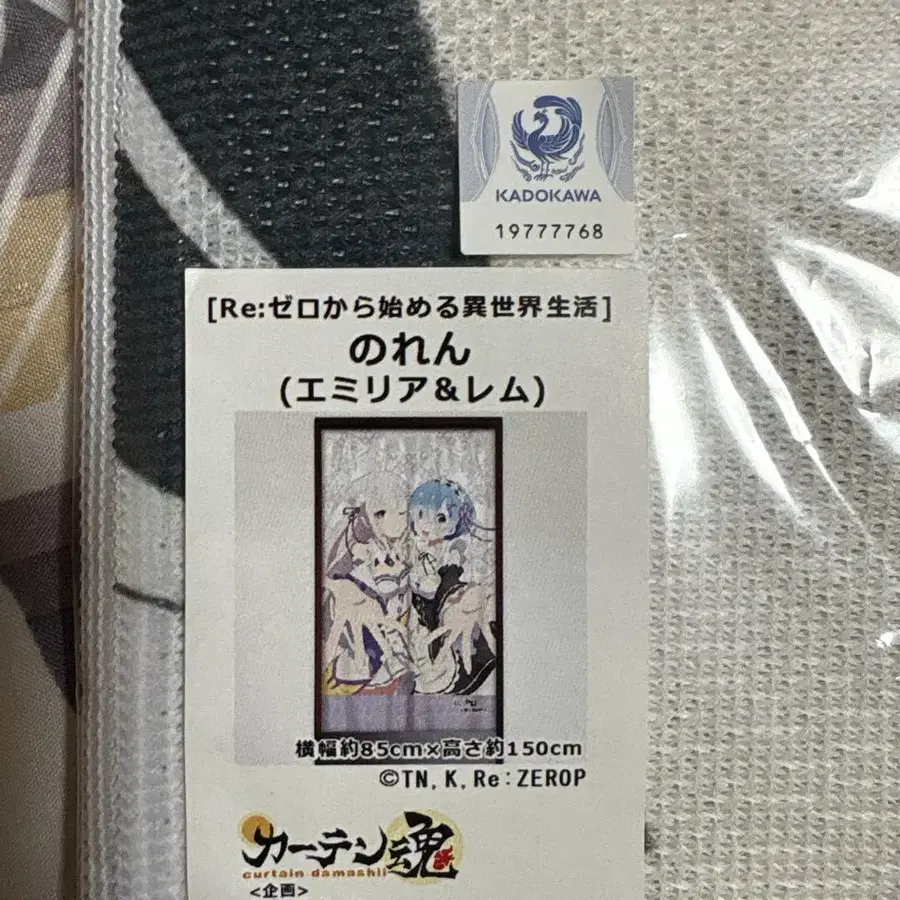 KADOKAWA
19777768
[Re:ゼロから始める異世界生活]
のれん
(エミリア&レム)
横幅約85cm×高さ約150cm
©TN, K, Re:ZEROP
カーテン魂
curtain damashii
<企画>